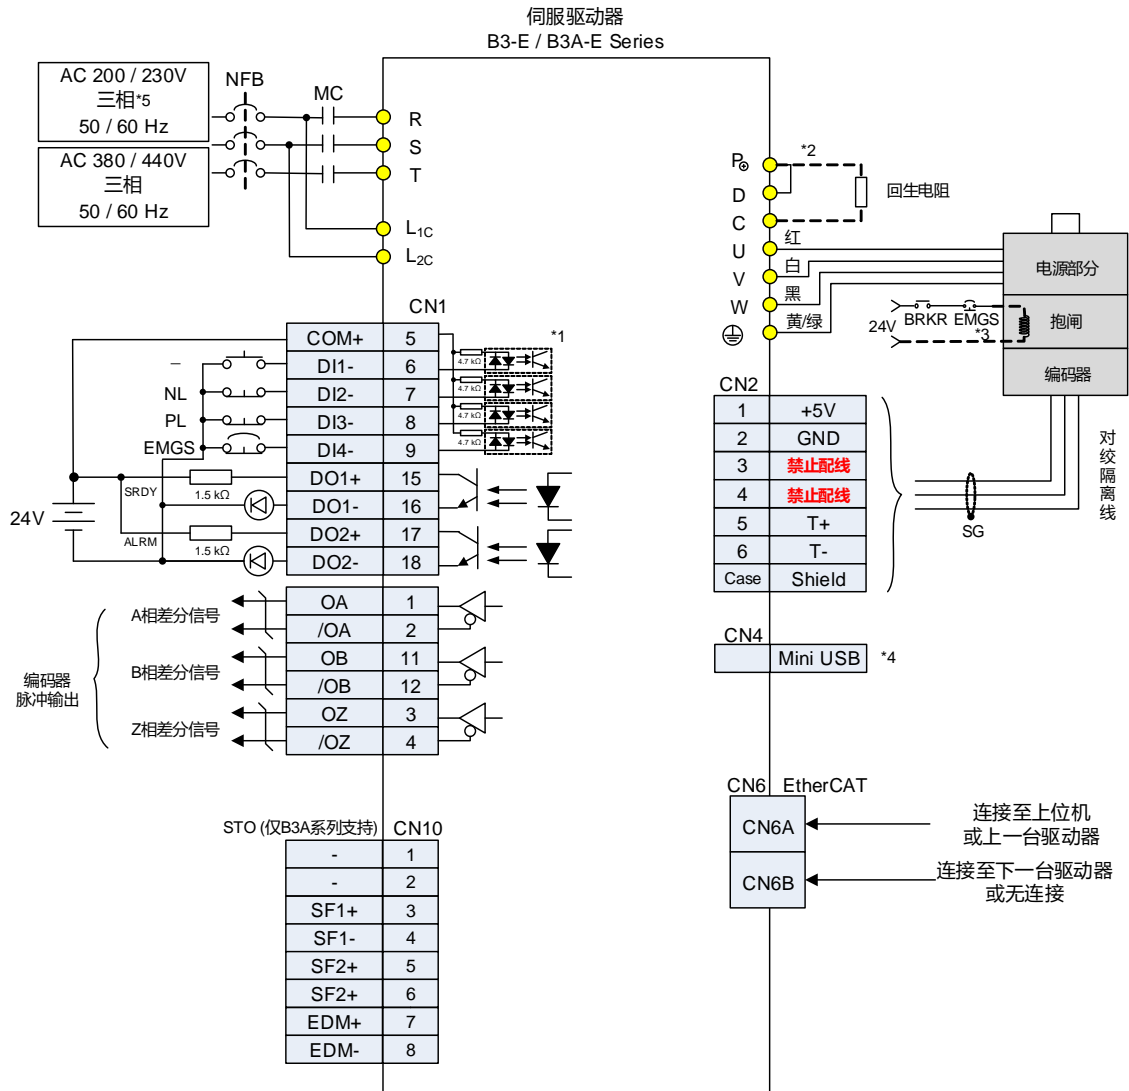 伺服驱动器
B3-E / B3A-E Series
AC 200 / 230V
三相*5
50 / 60 Hz
AC 380 / 440V
三相
50 / 60 Hz
NFB
MC
R
S
T
L1C
L2C
CN1
COM+ 5
DI1- 6
DI2- 7
DI3- 8
DI4- 9
DO1+ 15
DO1- 16
DO2+ 17
DO2- 18
*1
4.7 kΩ
4.7 kΩ
4.7 kΩ
4.7 kΩ
–
NL
PL
EMGS
SRDY
1.5 kΩ
24V
ALRM
1.5 kΩ
OA 1
/OA 2
OB 11
/OB 12
OZ 3
/OZ 4
A相差分信号
B相差分信号
Z相差分信号
编码器
脉冲输出
STO (仅B3A系列支持)
CN10
- 1
- 2
SF1+ 3
SF1- 4
SF2+ 5
SF2+ 6
EDM+ 7
EDM- 8
P⊕
D
C
U
V
W
*2
回生电阻
红
白
黑
黄/绿
24V
BRKR
EMGS
*3
电源部分
抱闸
编码器
CN2
1 +5V
2 GND
3 禁止配线
4 禁止配线
5 T+
6 T-
Case Shield
SG
对绞隔离线
CN4
Mini USB
*4
CN6 EtherCAT
CN6A
CN6B
连接至上位机
或上一台驱动器
连接至下一台驱动器
或无连接